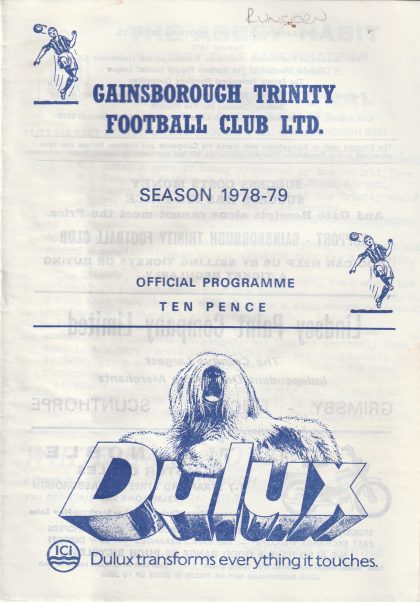 RUNCORN
GAINSBOROUGH TRINITY
FOOTBALL CLUB LTD.
SEASON 1978-79
OFFICIAL PROGRAMME
TEN PENCE
Dulux
ICI
Dulux transforms everything it touches.